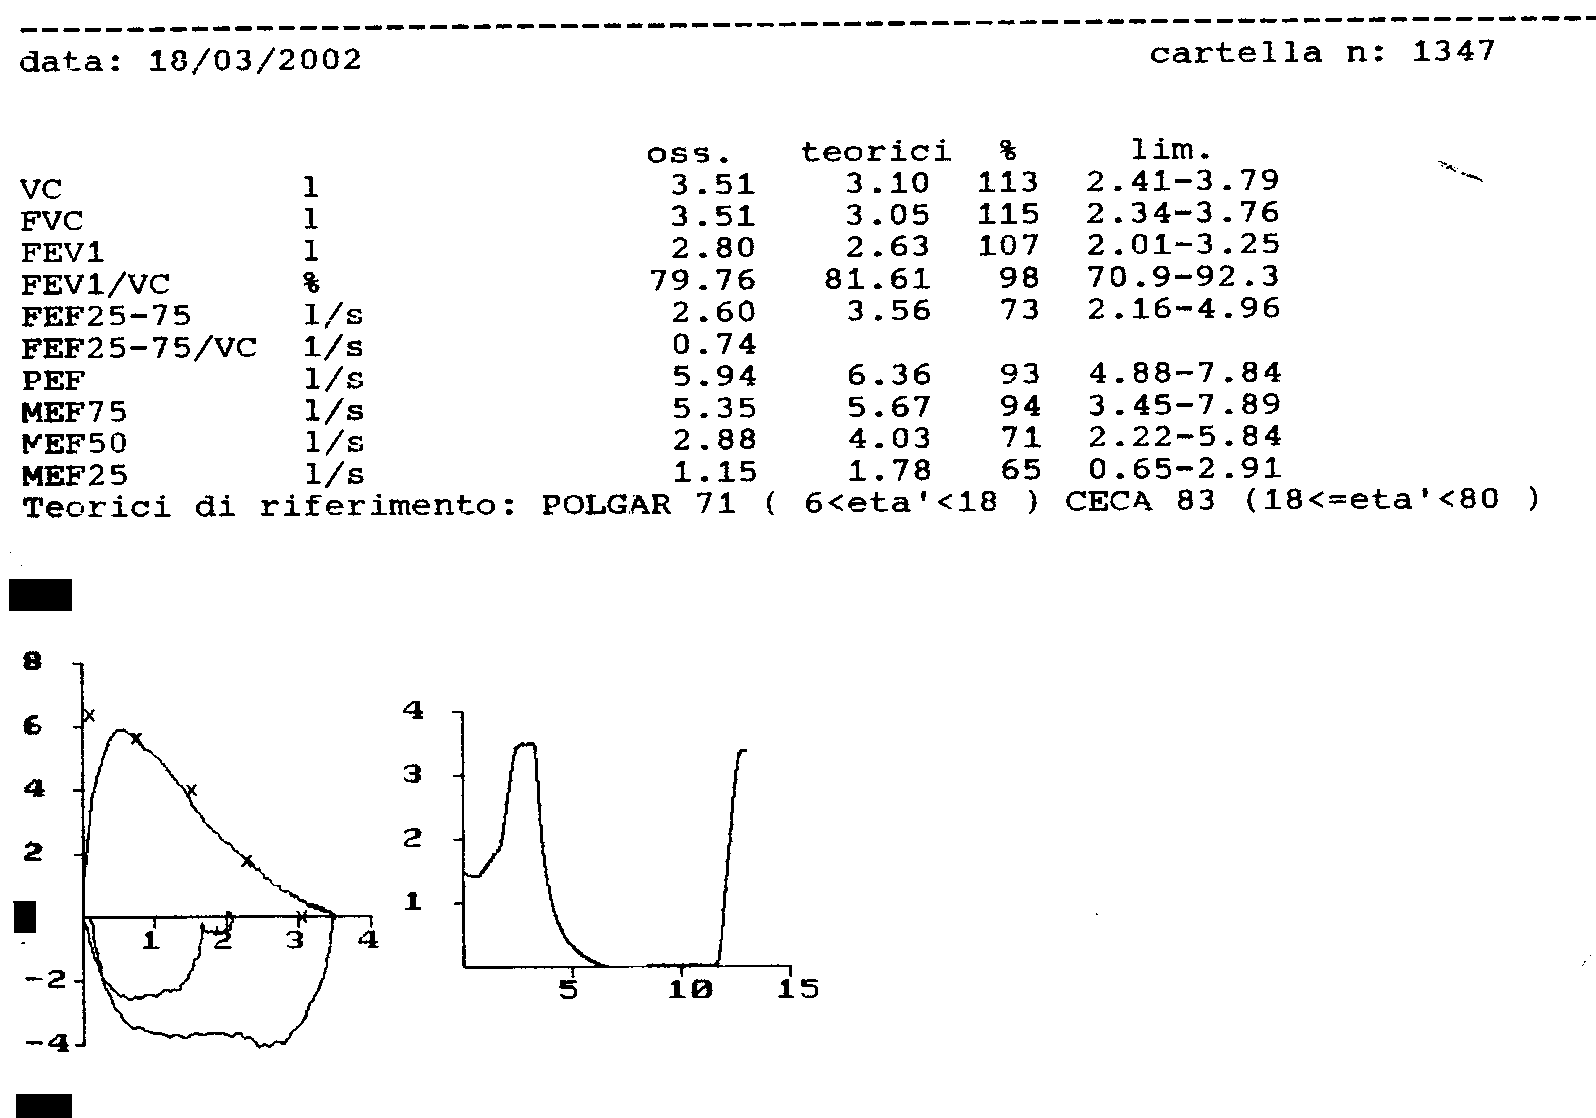 data: 18/03/2002 cartella n: 1347
oss. teorici % lim.
VC l 3.51 3.10 113 2.41-3.79
FVC l 3.51 3.05 115 2.34-3.76
FEV1 l 2.80 2.63 107 2.01-3.25
FEV1/VC % 79.76 81.61 98 70.9-92.3
FEF25-75 l/s 2.60 3.56 73 2.16-4.96
FEF25-75/VC l/s 0.74
PEF l/s 5.94 6.36 93 4.88-7.84
MEF75 l/s 5.35 5.67 94 3.45-7.89
MEF50 l/s 2.88 4.03 71 2.22-5.84
MEF25 l/s 1.15 1.78 65 0.65-2.91
Teorici di riferimento: POLGAR 71 ( 6<eta'<18 ) CECA 83 (18<=eta'<80 )
8
6
4
2
1 2 3 4
-2
-4
4
3
2
1
5 10 15